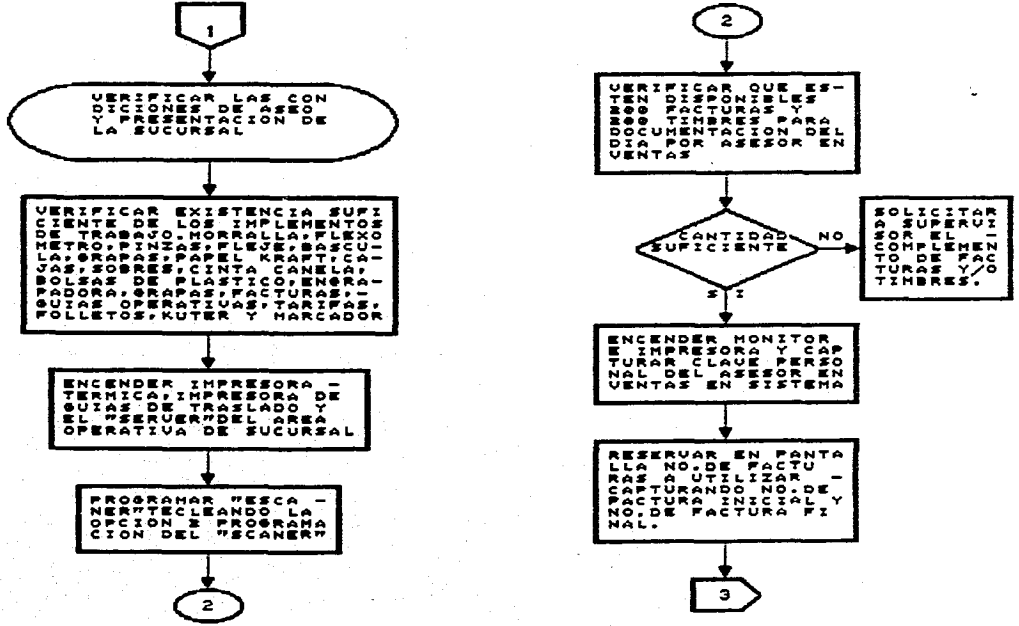 1
VERIFICAR LAS CON
DICIONES DE ASEO
Y PRESENTACION DE
LA SUCURSAL
VERIFICAR EXISTENCIA SUFI
CIENTE DE LOS IMPLEMENTOS
DE TRABAJO.MORRALLA,FLEXO
METRO,PINZAS,FLEJE,BASCU-
LA,GRAPAS,PAPEL KRAFT,CA-
JAS,SOBRES,CINTA CANELA,
BOLSAS DE PLASTICO,ENGRA-
PADORA,GRAPAS,FACTURAS,
GUIAS OPERATIVAS,TARIFAS,
FOLLETOS,KUTER Y MARCADOR
ENCENDER IMPRESORA -
TERMICA,IMPRESORA DE
GUIAS DE TRASLADO Y
EL "SERVER"DEL AREA
OPERATIVA DE SUCURSAL
PROGRAMAR "ESCA -
NER"TECLEANDO LA
OPCION PROGRAMA
CION DEL "SCANER"
2
2
VERIFICAR QUE ES-
TEN DISPONIBLES
FACTURAS Y
TIMBRES PARA
DOCUMENTACION DEL
DIA POR ASESOR EN
VENTAS
CANTIDAD
SUFICIENTE
NO
SI
SOLICITAR
A SUPERVI
SOR EL -
COMPLEMEN
TO DE FAC
TURAS Y/O
TIMBRES.
ENCENDER MONITOR
E IMPRESORA Y CAP
TURAR CLAVE PERSO
NAL DEL ASESOR EN
VENTAS EN SISTEMA
RESERVAR EN PANTA
LLA NO.DE FACTU
RAS A UTILIZAR -
CAPTURANDO NO.DE
FACTURA INICIAL Y
NO.DE FACTURA FI
NAL.
3